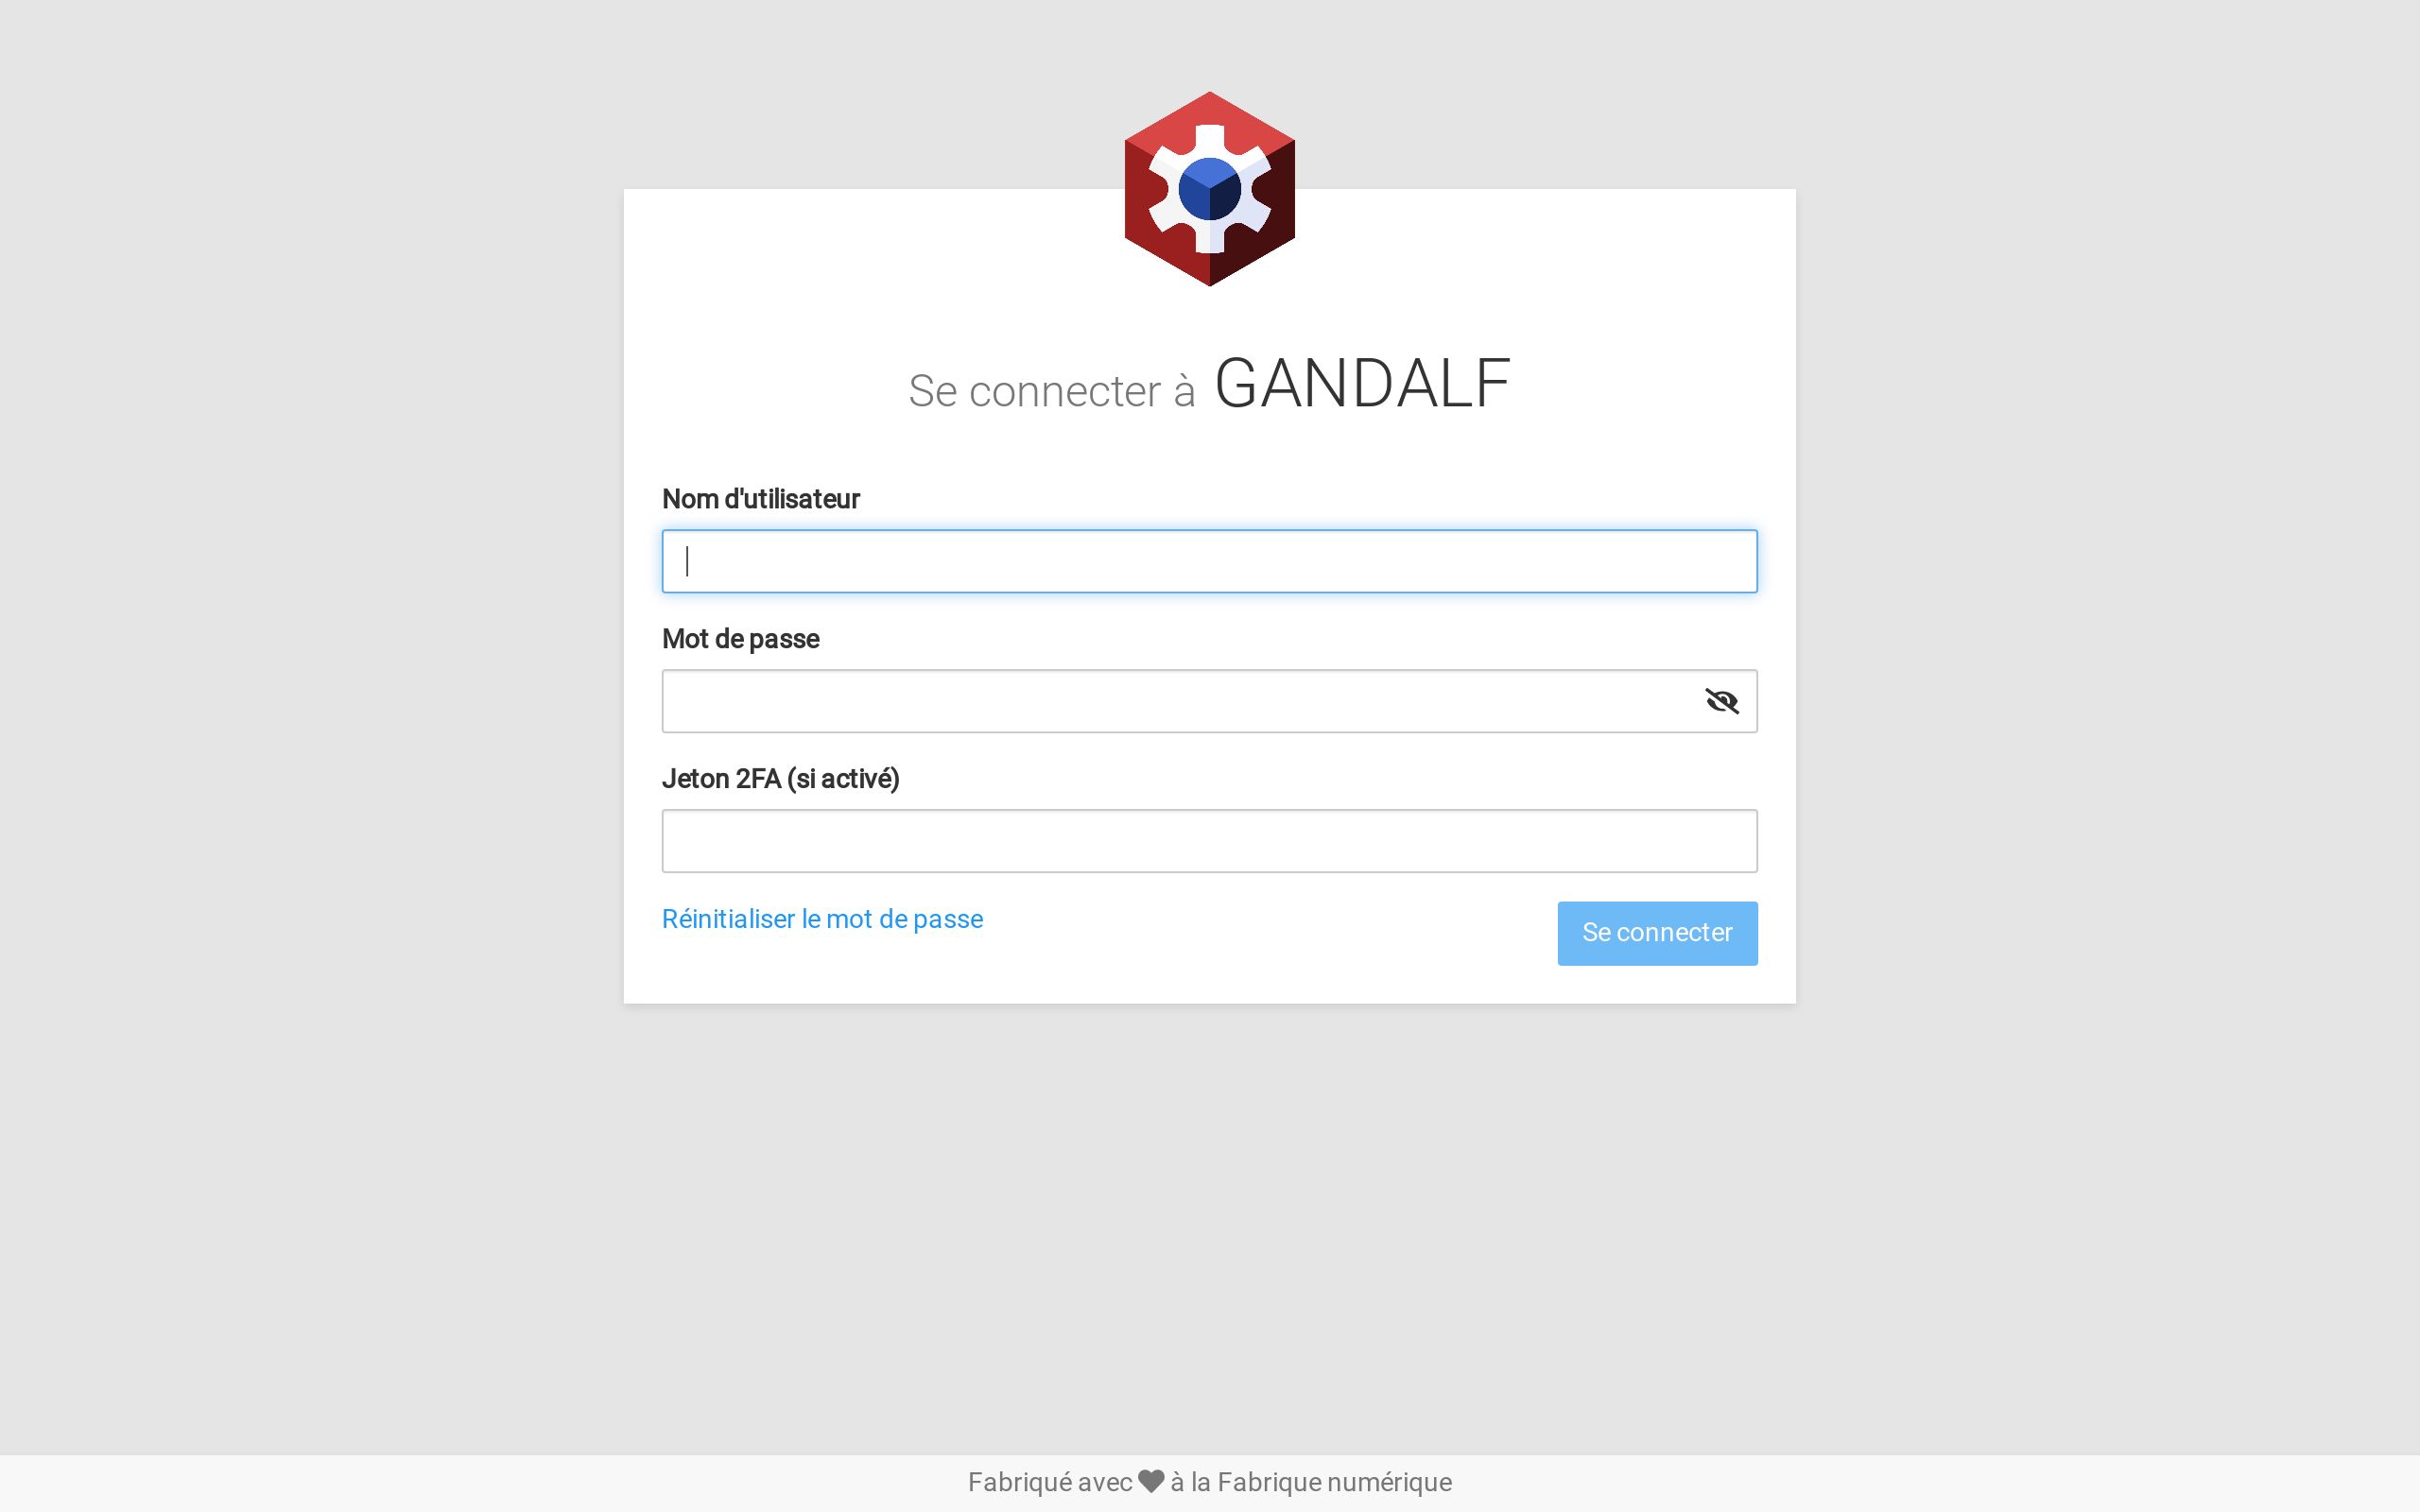 Se connecter à GANDALF
Nom d'utilisateur
Mot de passe
Jeton 2FA (si activé)
Réinitialiser le mot de passe
Se connecter
Fabriqué avec à la Fabrique numérique